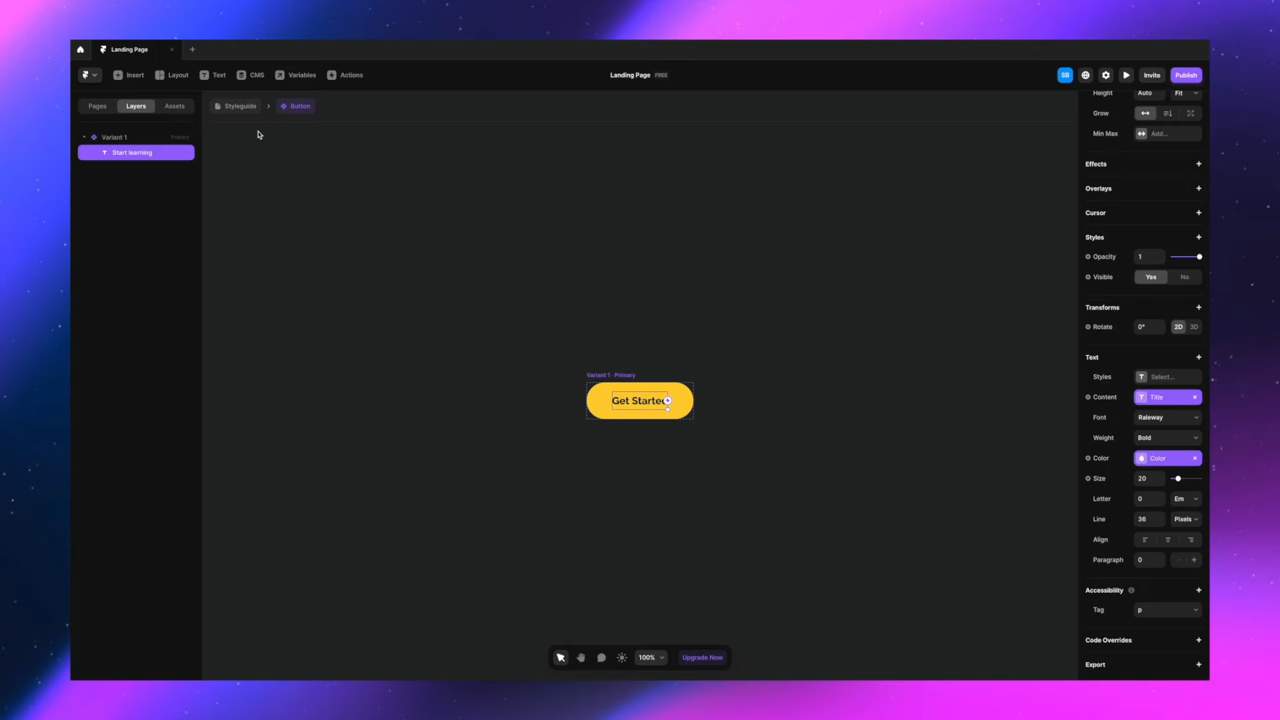 Landing Page
Insert
Layout
Text
CMS
Variables
Actions
Landing Page FREE
SB
Invite
Publish
Pages
Layers
Assets
Styleguide
Button
Variant 1
Primary
Start learning
Variant 1 · Primary
Get Started
100%
Upgrade Now
Height Auto Fit
Grow
Min Max Add...
Effects
Overlays
Cursor
Styles
Opacity 1
Visible Yes No
Transforms
Rotate 0° 2D 3D
Text
Styles Select...
Content Title
Font Raleway
Weight Bold
Color Color
Size 20
Letter 0 Em
Line 36 Pixels
Align
Paragraph 0
Accessibility
Tag p
Code Overrides
Export